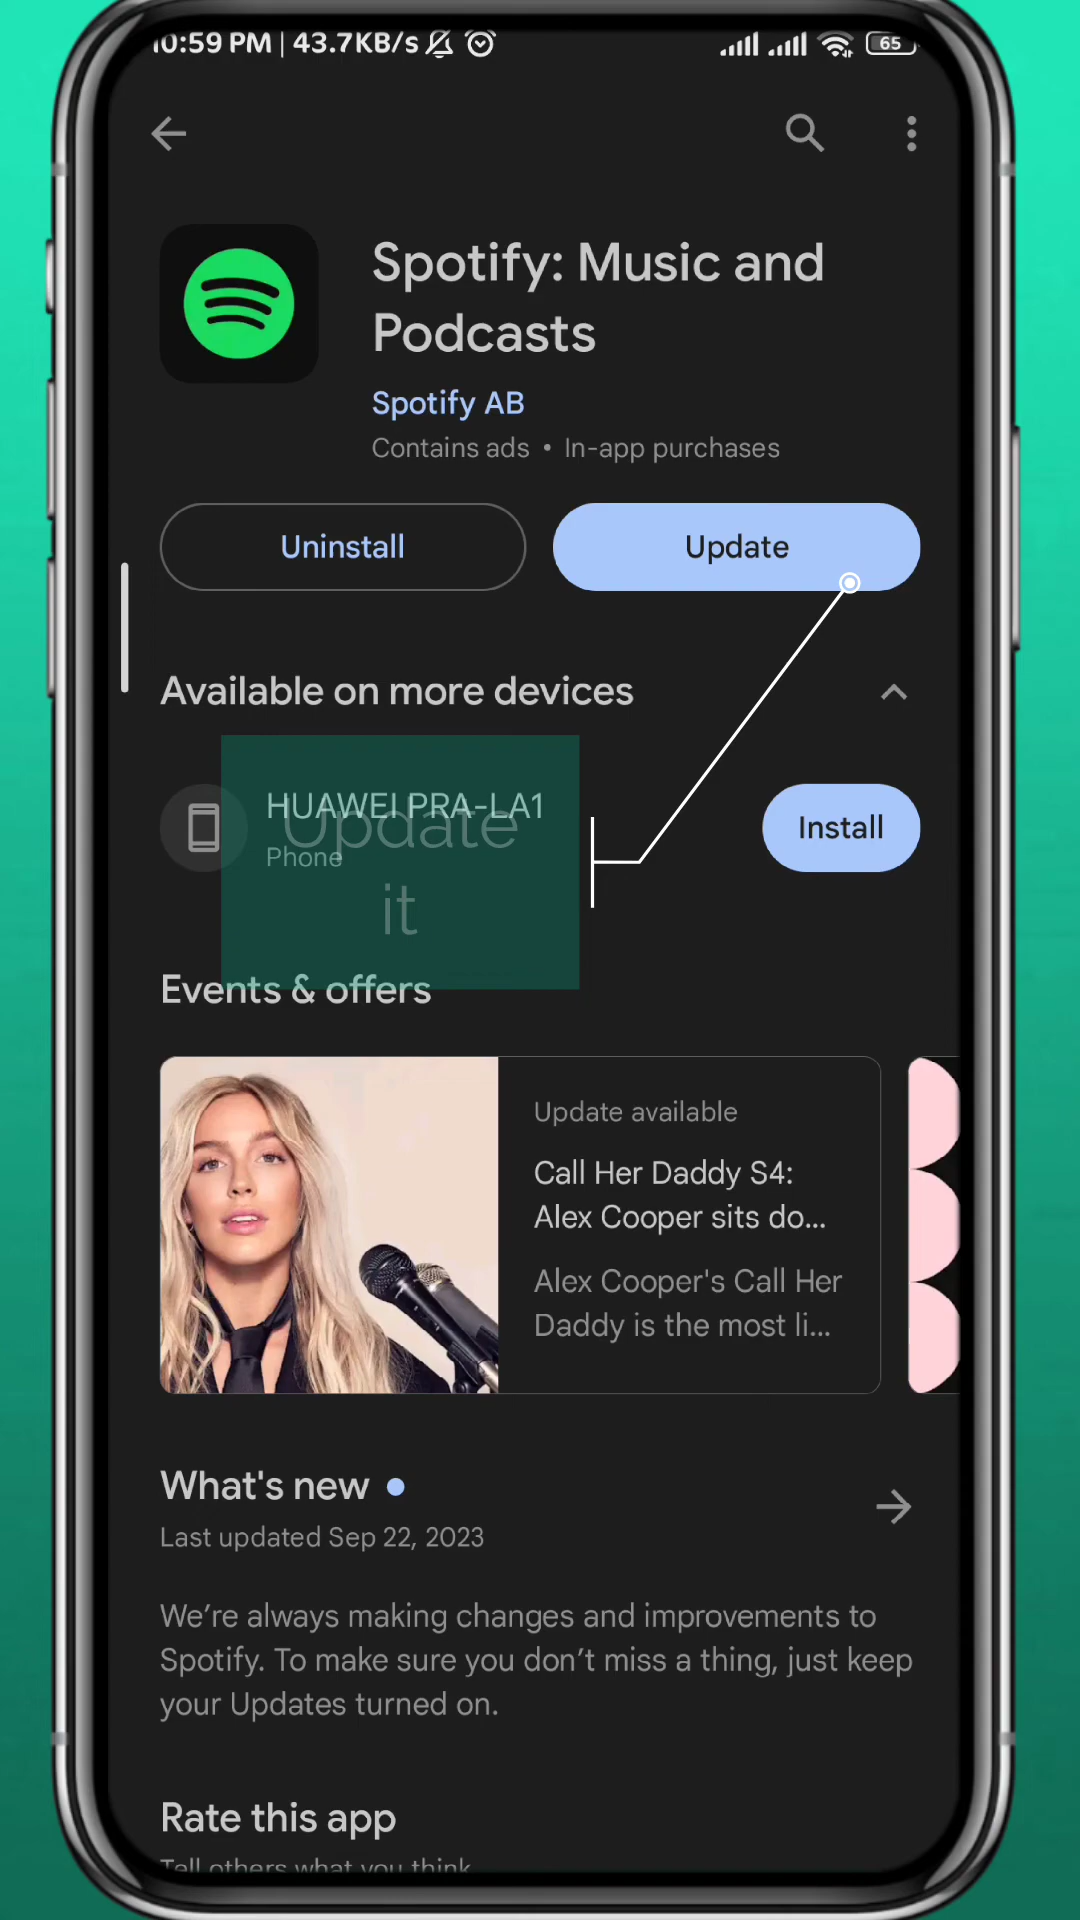 10:59 PM | 43.7KB/s
65
Spotify: Music and
Podcasts
Spotify AB
Contains ads • In-app purchases
Uninstall
Update
Available on more devices
HUAWEI PRA-LA1
Phone
Install
Update
it
Events & offers
Update available
Call Her Daddy S4:
Alex Cooper sits do...
Alex Cooper's Call Her
Daddy is the most li...
What's new
Last updated Sep 22, 2023
We’re always making changes and improvements to
Spotify. To make sure you don’t miss a thing, just keep
your Updates turned on.
Rate this app
Tell others what you think